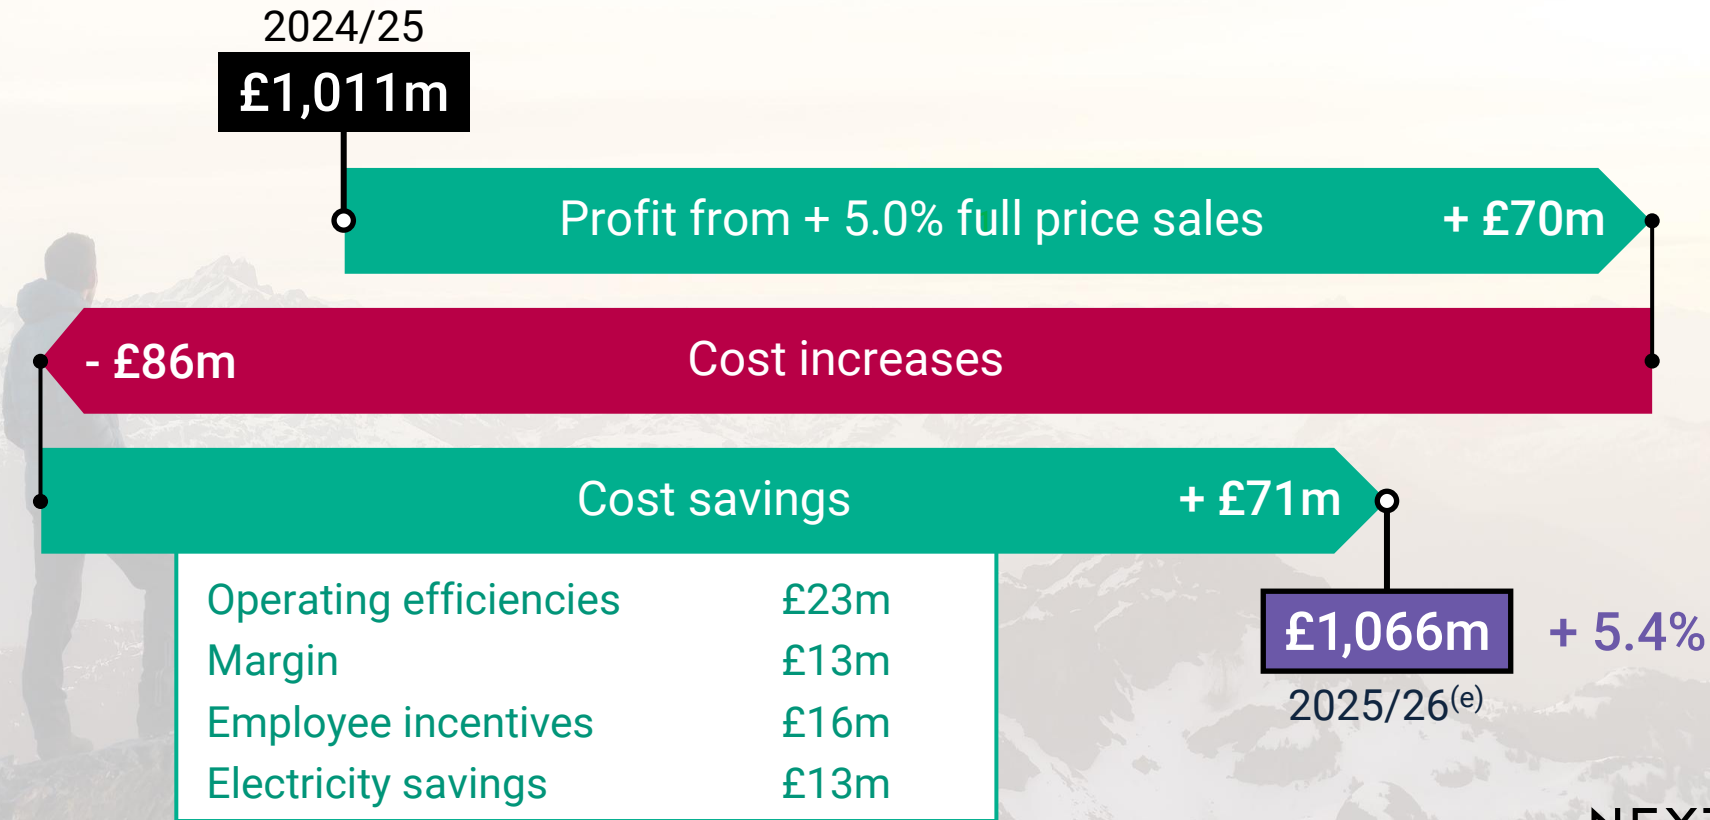 2024/25
£1,011m
Profit from + 5.0% full price sales + £70m
- £86m Cost increases
Cost savings + £71m
Operating efficiencies £23m
Margin £13m
Employee incentives £16m
Electricity savings £13m
£1,066m + 5.4%
2025/26(e)